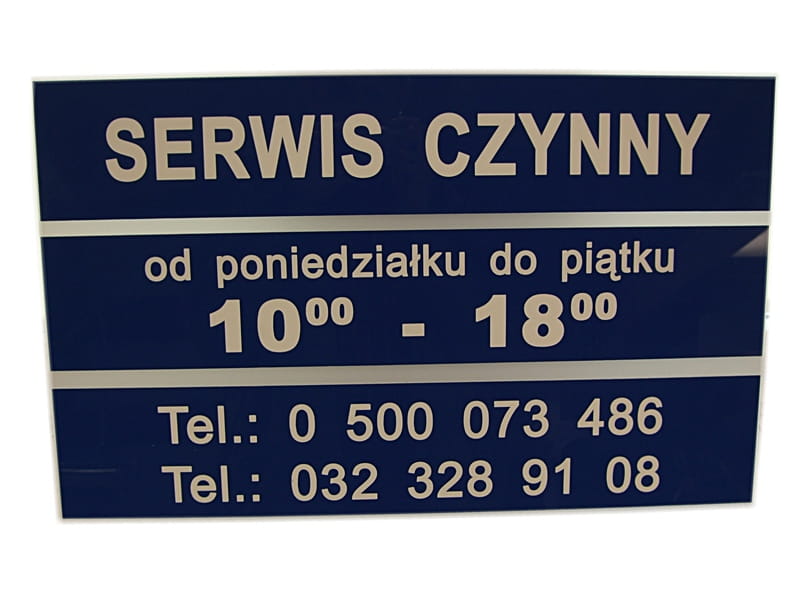 SERWIS CZYNNY
od poniedziałku do piątku
10⁰⁰ - 18⁰⁰
Tel.: 0 500 073 486
Tel.: 032 328 91 08